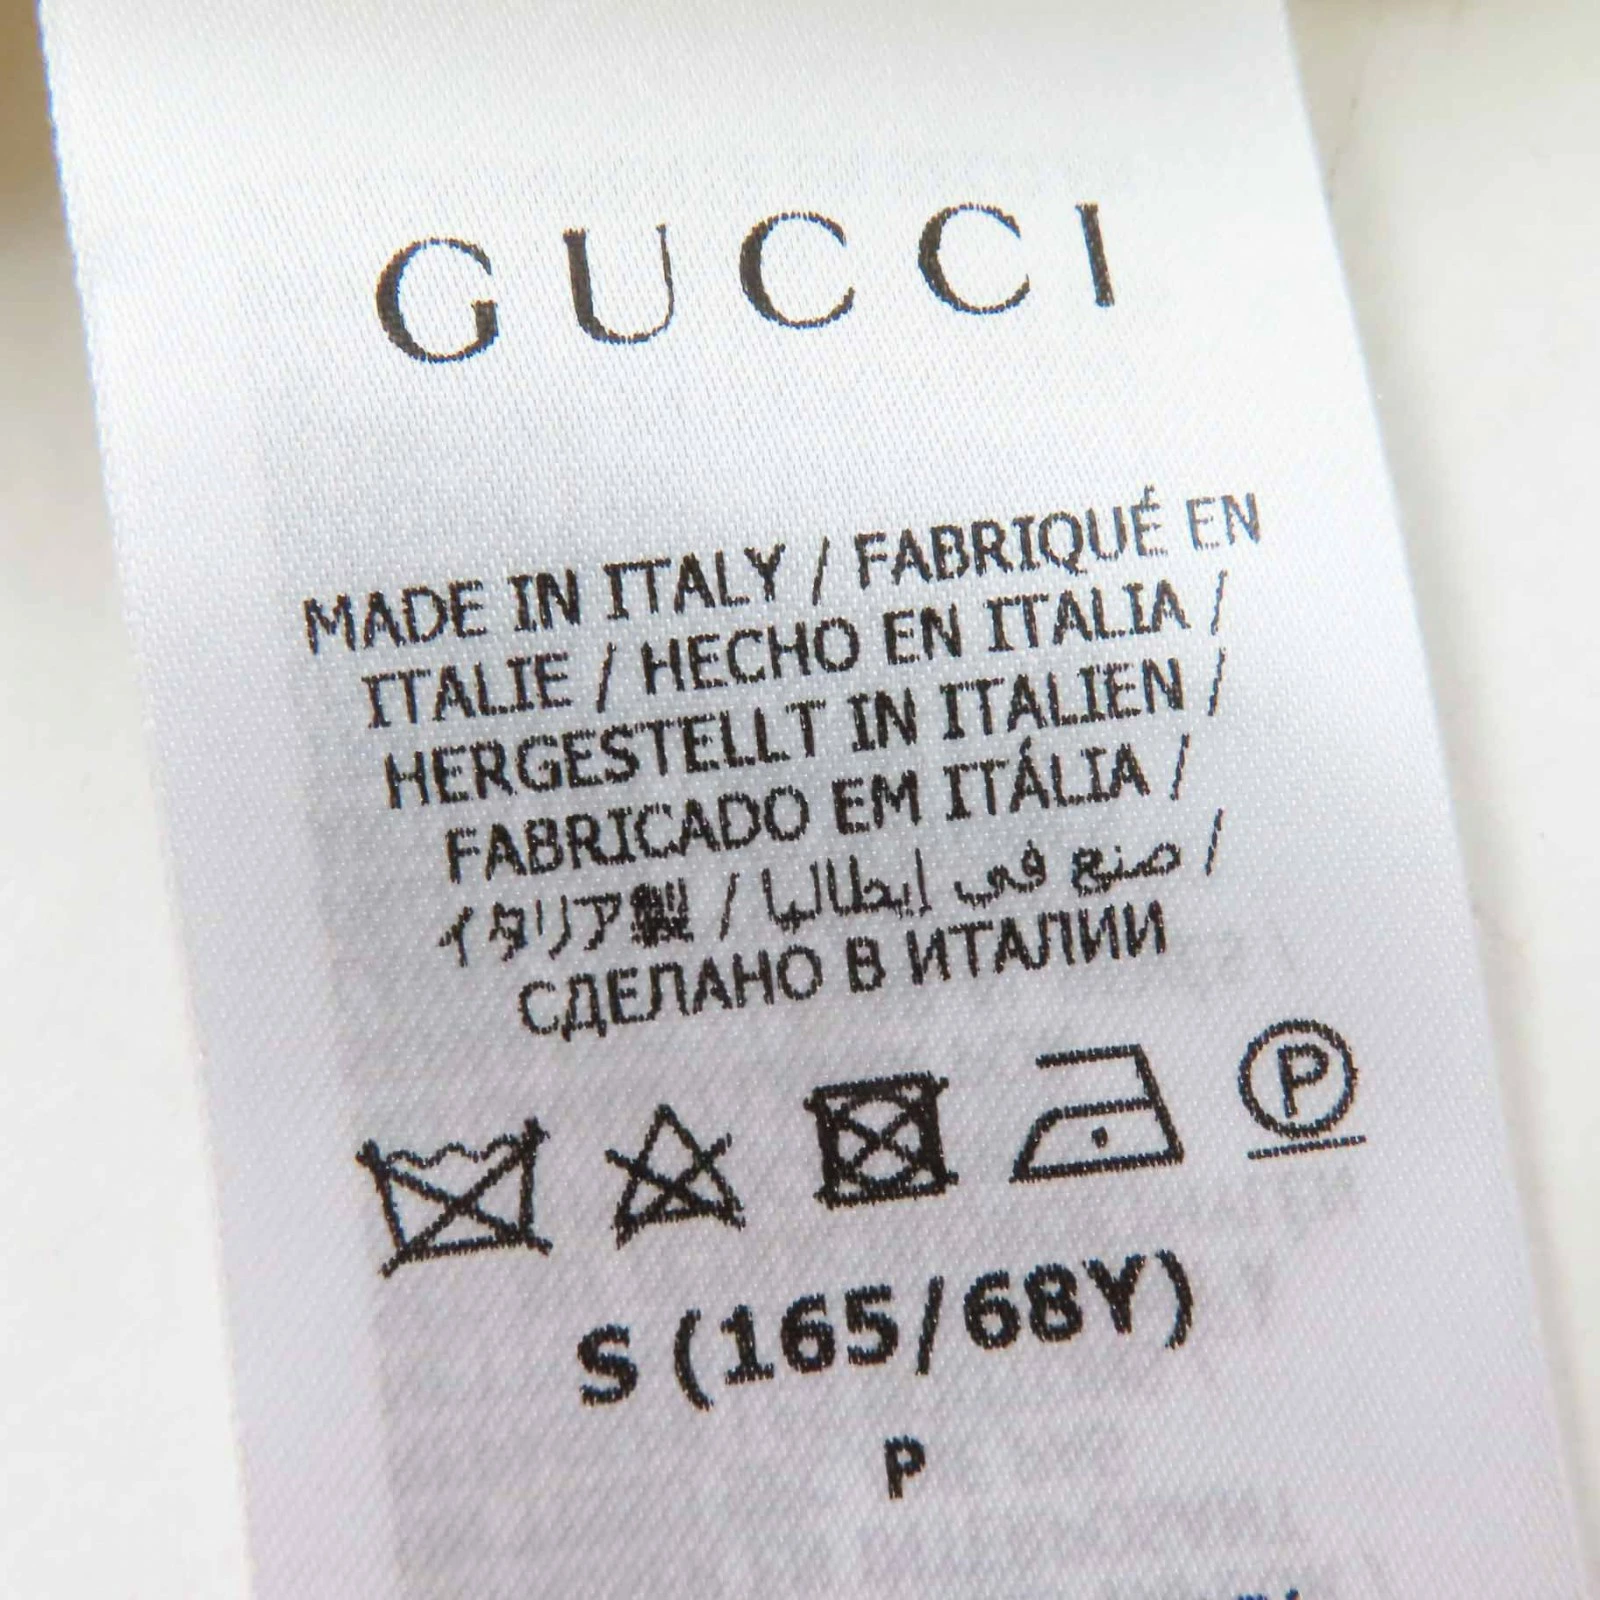 GUCCI
MADE IN ITALY / FABRIQUÉ EN
ITALIE / HECHO EN ITALIA /
HERGESTELLT IN ITALIEN /
FABRICADO EM ITÁLIA /
イタリア製 / صنع في إيطاليا /
СДЕЛАНО В ИТАЛИИ
P
S (165/68Y)
P